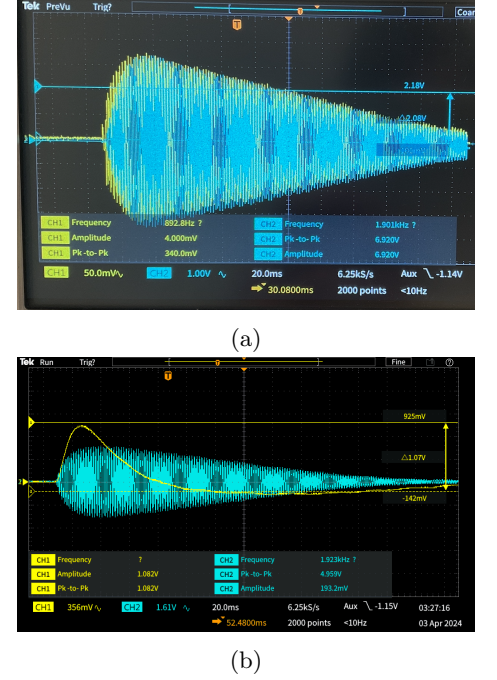 Tek PreVu Trig? Coar
2.18V
△2.08V
CH1 Frequency 892.8Hz ? CH2 Frequency 1.901kHz ?
CH1 Amplitude 4.000mV CH2 Pk-to-Pk 6.920V
CH1 Pk-to-Pk 340.0mV CH2 Amplitude 6.920V
CH1 50.0mV∿ CH2 1.00V ∿ 20.0ms 6.25kS/s Aux -1.14V
30.0800ms 2000 points <10Hz
(a)
Tek Run Trig? Fine
T
925mV
△1.07V
-142mV
CH1 Frequency ? CH2 Frequency 1.923kHz ?
CH1 Amplitude 1.082V CH2 Pk-to-Pk 4.959V
CH1 Pk-to-Pk 1.082V CH2 Amplitude 193.2mV
CH1 356mV∿ CH2 1.61V ∿ 20.0ms 6.25kS/s Aux -1.15V 03:27:16
52.4800ms 2000 points <10Hz 03 Apr 2024
(b)